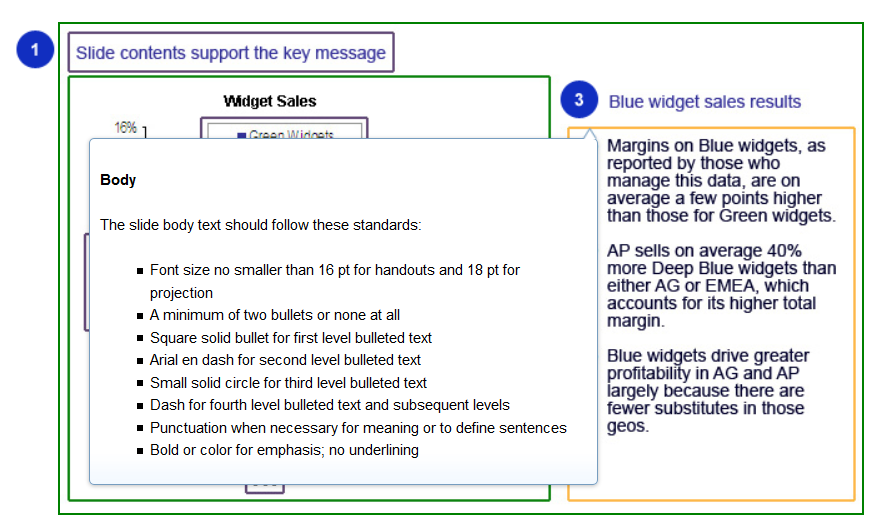 1
Slide contents support the key message
Widget Sales
16%
Green Widgets
3
Blue widget sales results
Body
The slide body text should follow these standards:
■ Font size no smaller than 16 pt for handouts and 18 pt for
projection
■ A minimum of two bullets or none at all
■ Square solid bullet for first level bulleted text
■ Arial en dash for second level bulleted text
■ Small solid circle for third level bulleted text
■ Dash for fourth level bulleted text and subsequent levels
■ Punctuation when necessary for meaning or to define sentences
■ Bold or color for emphasis; no underlining
Margins on Blue widgets, as
reported by those who
manage this data, are on
average a few points higher
than those for Green widgets.
AP sells on average 40%
more Deep Blue widgets than
either AG or EMEA, which
accounts for its higher total
margin.
Blue widgets drive greater
profitability in AG and AP
largely because there are
fewer substitutes in those
geos.